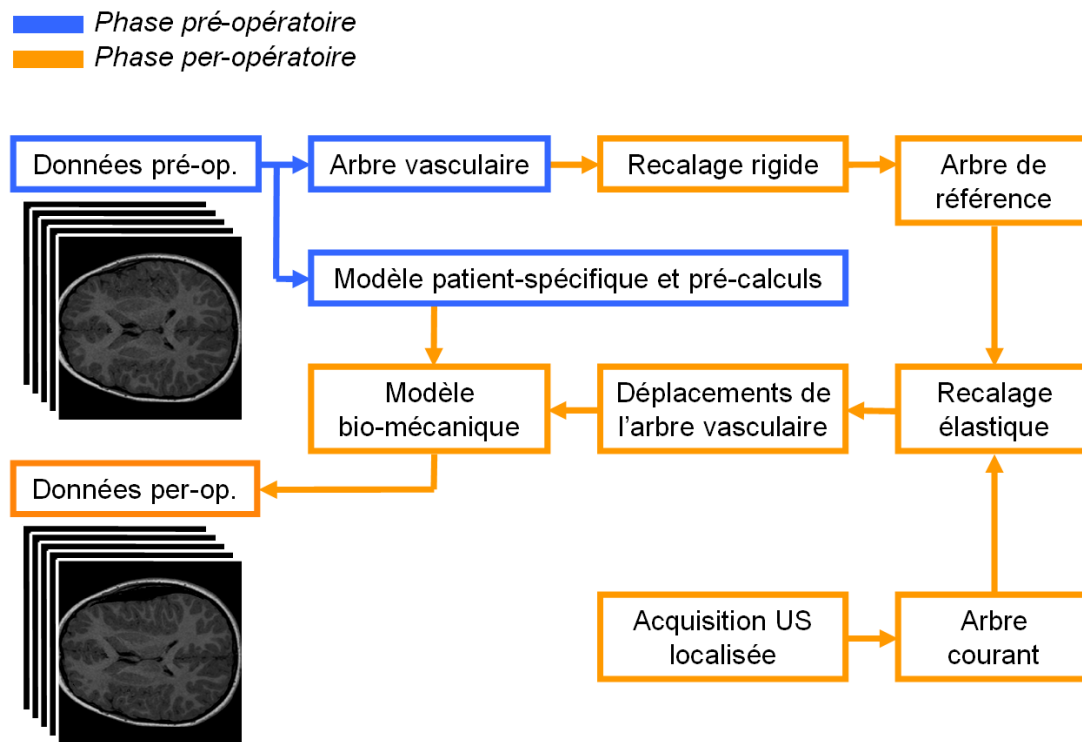 Phase pré-opératoire
Phase per-opératoire
Données pré-op.
Arbre vasculaire
Recalage rigide
Arbre de
référence
Modèle patient-spécifique et pré-calculs
Modèle
bio-mécanique
Déplacements de
l'arbre vasculaire
Recalage
élastique
Données per-op.
Acquisition US
localisée
Arbre
courant